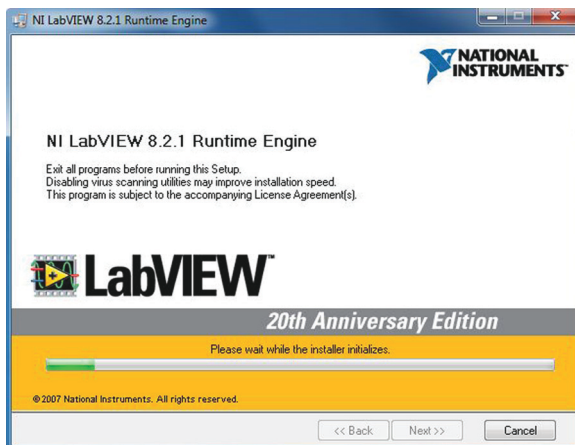 NI LabVIEW 8.2.1 Runtime Engine
NATIONAL
INSTRUMENTS™
NI LabVIEW 8.2.1 Runtime Engine
Exit all programs before running this Setup.
Disabling virus scanning utilities may improve installation speed.
This program is subject to the accompanying License Agreement(s).
LabVIEW™
20th Anniversary Edition
Please wait while the installer initializes.
© 2007 National Instruments. All rights reserved.
<< Back
Next >>
Cancel